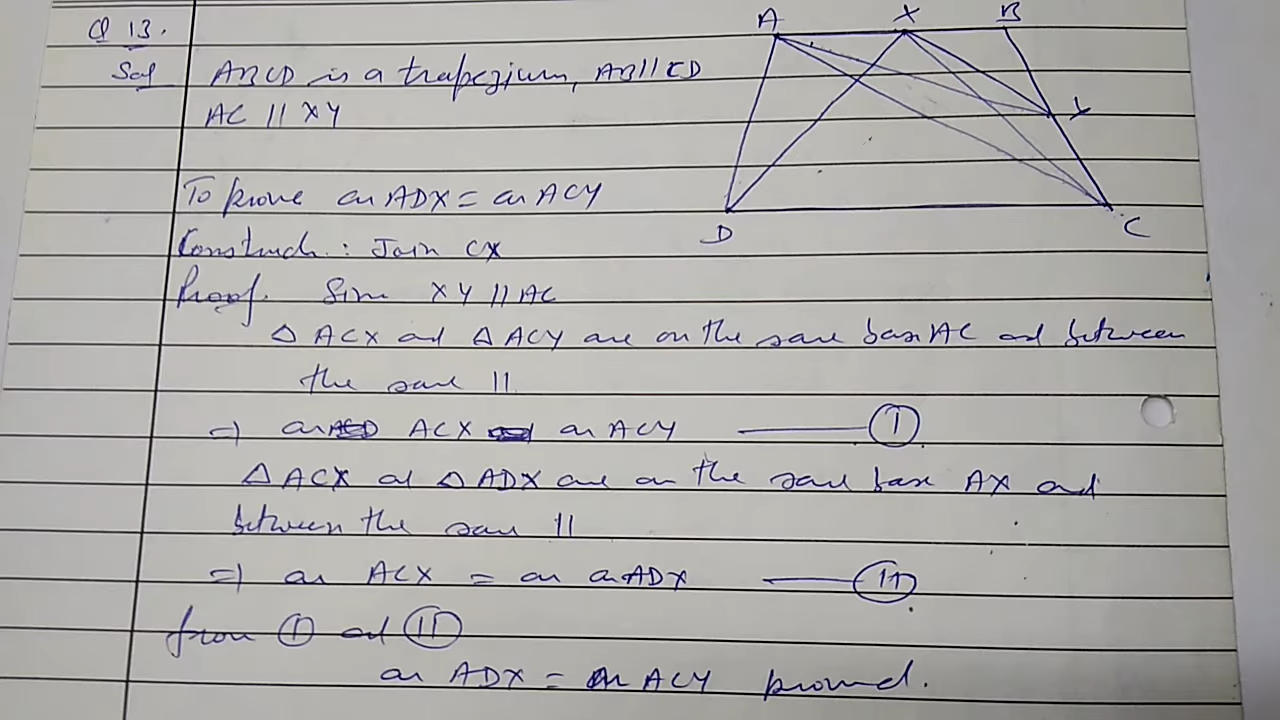 Q 13.
A X B
Sol ABCD is a trapezium, AB || CD
AC || XY
Y
To prove ar ADX = ar ACY
D C
Construch.: Join CX
Proof. Sinc XY || AC
△ ACX and △ ACY are on the same base AC and between
the same ||
=) ar ACX ar ACY I
△ ACX and △ ADX are on the same base AX and
between the same ||
=) ar ACX = ar ar ADX II
from I and II
ar ADX = ar ACY proved.